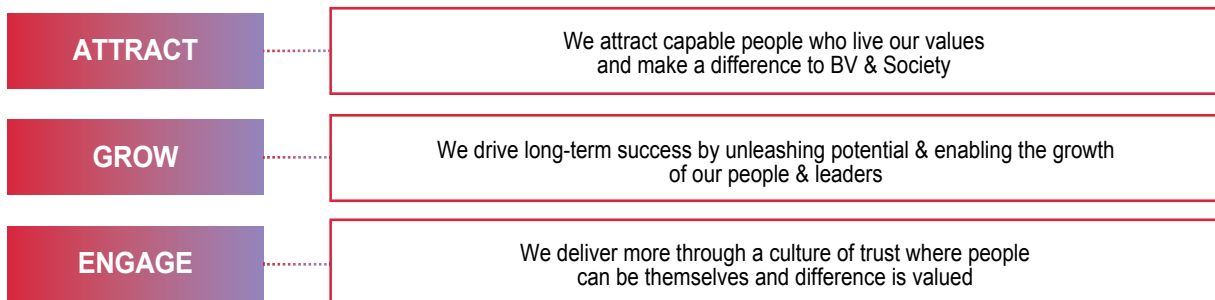 ATTRACT
We attract capable people who live our values
and make a difference to BV & Society
GROW
We drive long-term success by unleashing potential & enabling the growth
of our people & leaders
ENGAGE
We deliver more through a culture of trust where people
can be themselves and difference is valued